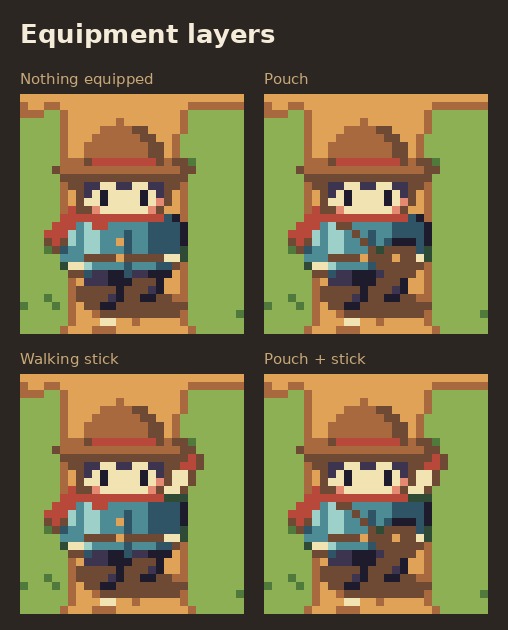 Equipment layers
Nothing equipped
Pouch
Walking stick
Pouch + stick